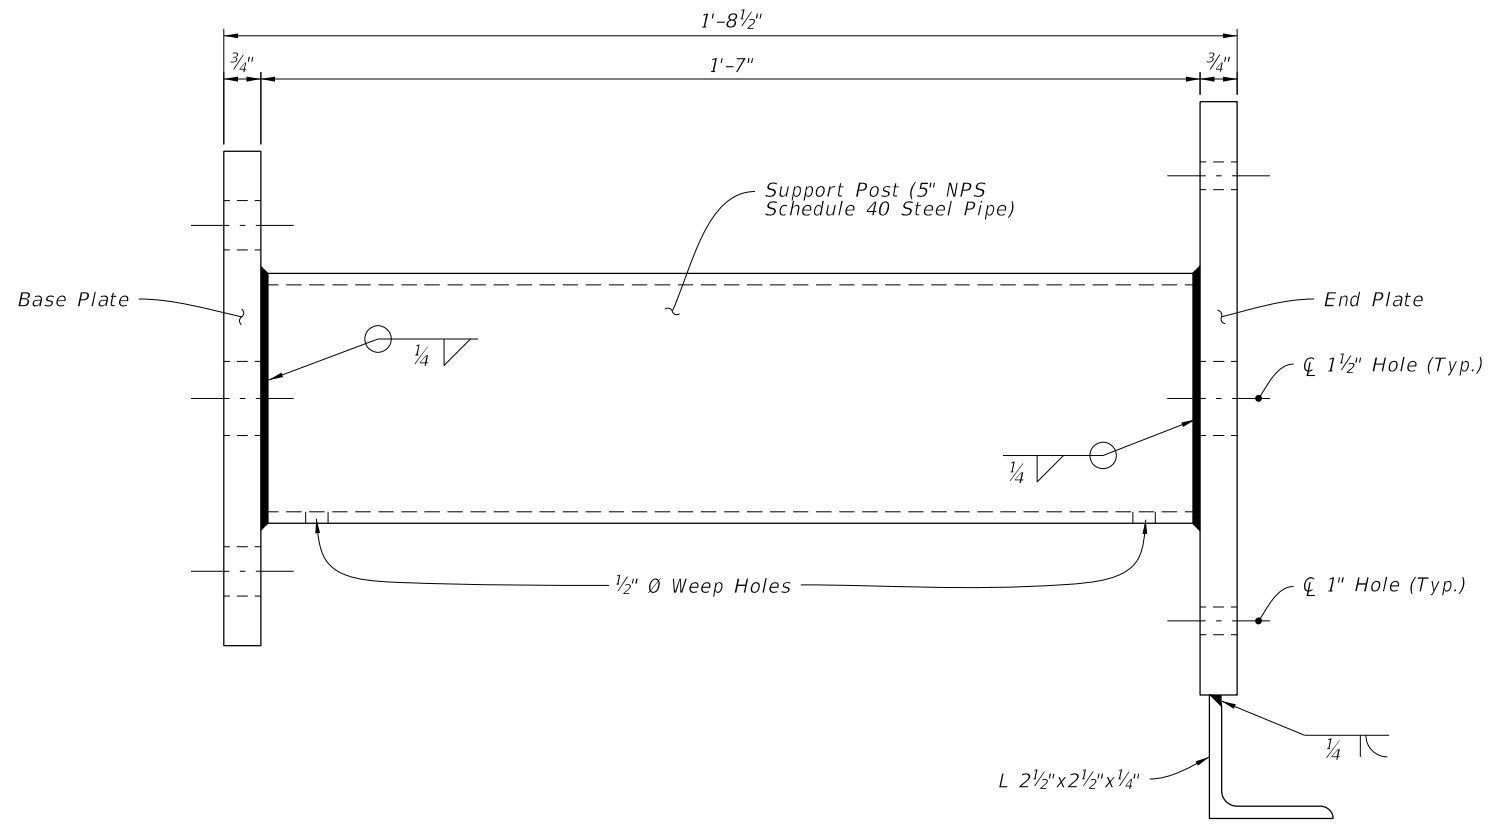 1'-8½"
¾"
1'-7"
¾"
Support Post (5" NPS
Schedule 40 Steel Pipe)
Base Plate
End Plate
¼
℄ 1½" Hole (Typ.)
¼
½" Ø Weep Holes
℄ 1" Hole (Typ.)
¼
L 2½"x2½"x¼"